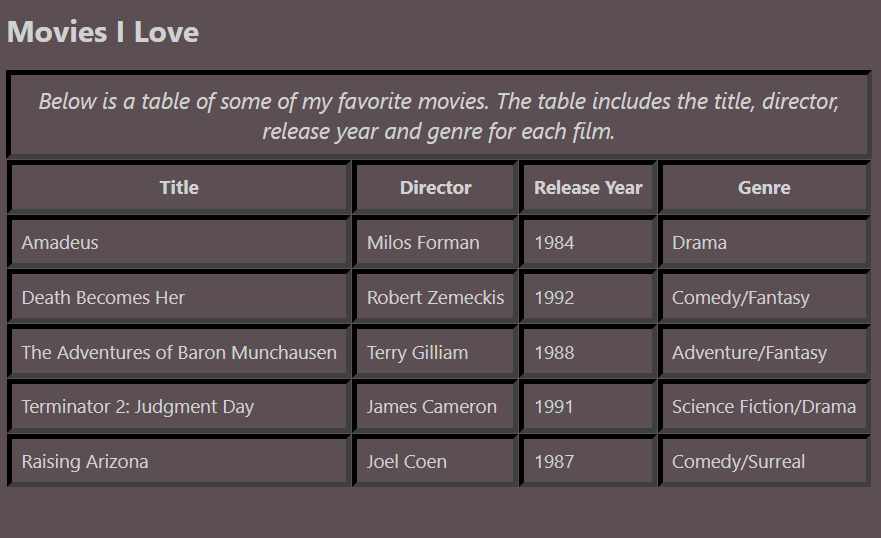 Movies I Love
Below is a table of some of my favorite movies. The table includes the title, director,
release year and genre for each film.
Title Director Release Year Genre
Amadeus Milos Forman 1984 Drama
Death Becomes Her Robert Zemeckis 1992 Comedy/Fantasy
The Adventures of Baron Munchausen Terry Gilliam 1988 Adventure/Fantasy
Terminator 2: Judgment Day James Cameron 1991 Science Fiction/Drama
Raising Arizona Joel Coen 1987 Comedy/Surreal